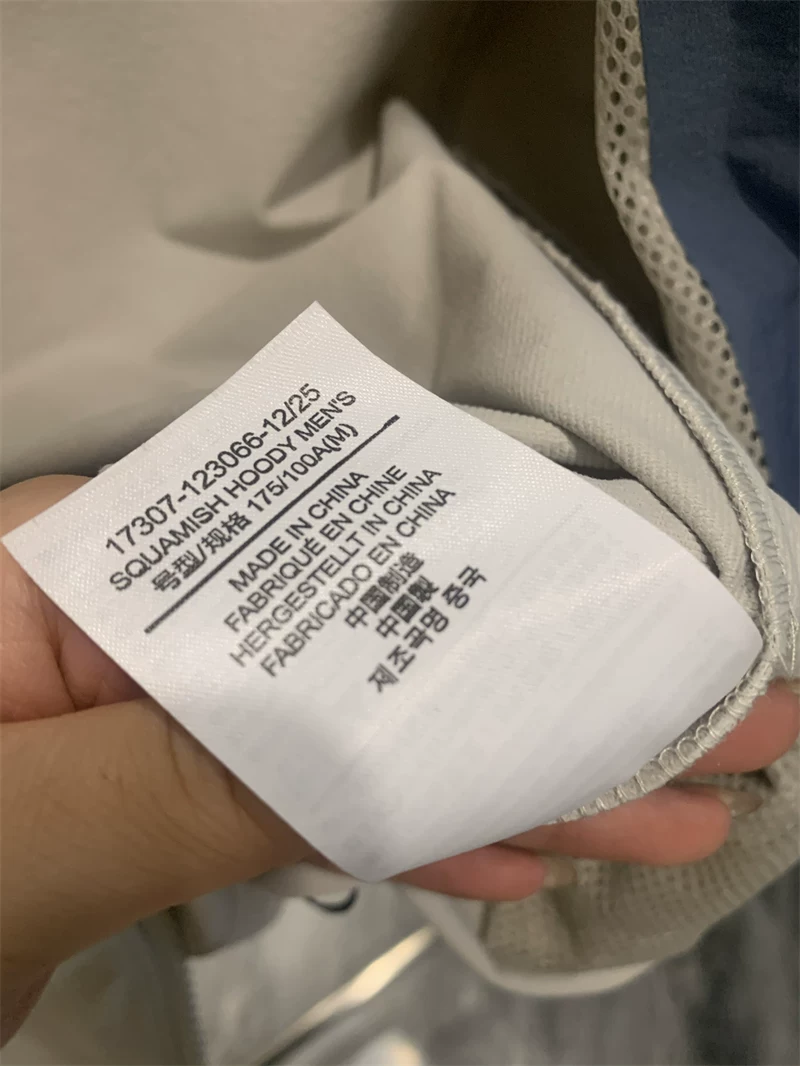 17307-123066-12/25
SQUAMISH HOODY MEN'S
号型/规格 175/100A(M)
MADE IN CHINA
FABRIQUÉ EN CHINE
HERGESTELLT IN CHINA
FABRICADO EN CHINA
中国制造
中國製
제조국명 중국